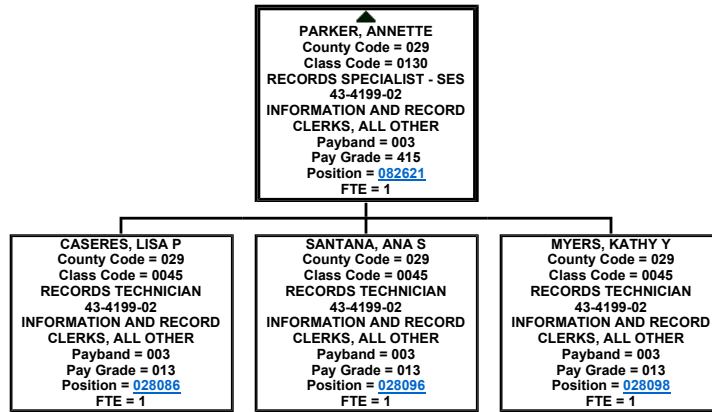 PARKER, ANNETTE
County Code = 029
Class Code = 0130
RECORDS SPECIALIST - SES
43-4199-02
INFORMATION AND RECORD
CLERKS, ALL OTHER
Payband = 003
Pay Grade = 415
Position = 082621
FTE = 1
CASERES, LISA P
County Code = 029
Class Code = 0045
RECORDS TECHNICIAN
43-4199-02
INFORMATION AND RECORD
CLERKS, ALL OTHER
Payband = 003
Pay Grade = 013
Position = 028086
FTE = 1
SANTANA, ANA S
County Code = 029
Class Code = 0045
RECORDS TECHNICIAN
43-4199-02
INFORMATION AND RECORD
CLERKS, ALL OTHER
Payband = 003
Pay Grade = 013
Position = 028096
FTE = 1
MYERS, KATHY Y
County Code = 029
Class Code = 0045
RECORDS TECHNICIAN
43-4199-02
INFORMATION AND RECORD
CLERKS, ALL OTHER
Payband = 003
Pay Grade = 013
Position = 028098
FTE = 1